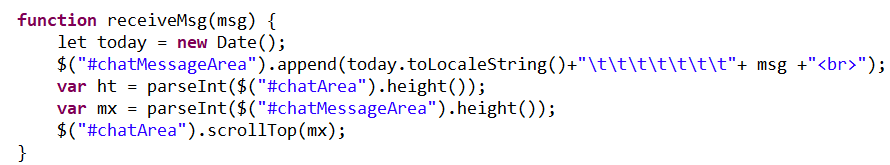 function receiveMsg(msg) {
    let today = new Date();
    $("#chatMessageArea").append(today.toLocaleString()+"\t\t\t\t\t\t\t"+ msg +"<br>");
    var ht = parseInt($("#chatArea").height());
    var mx = parseInt($("#chatMessageArea").height());
    $("#chatArea").scrollTop(mx);
}